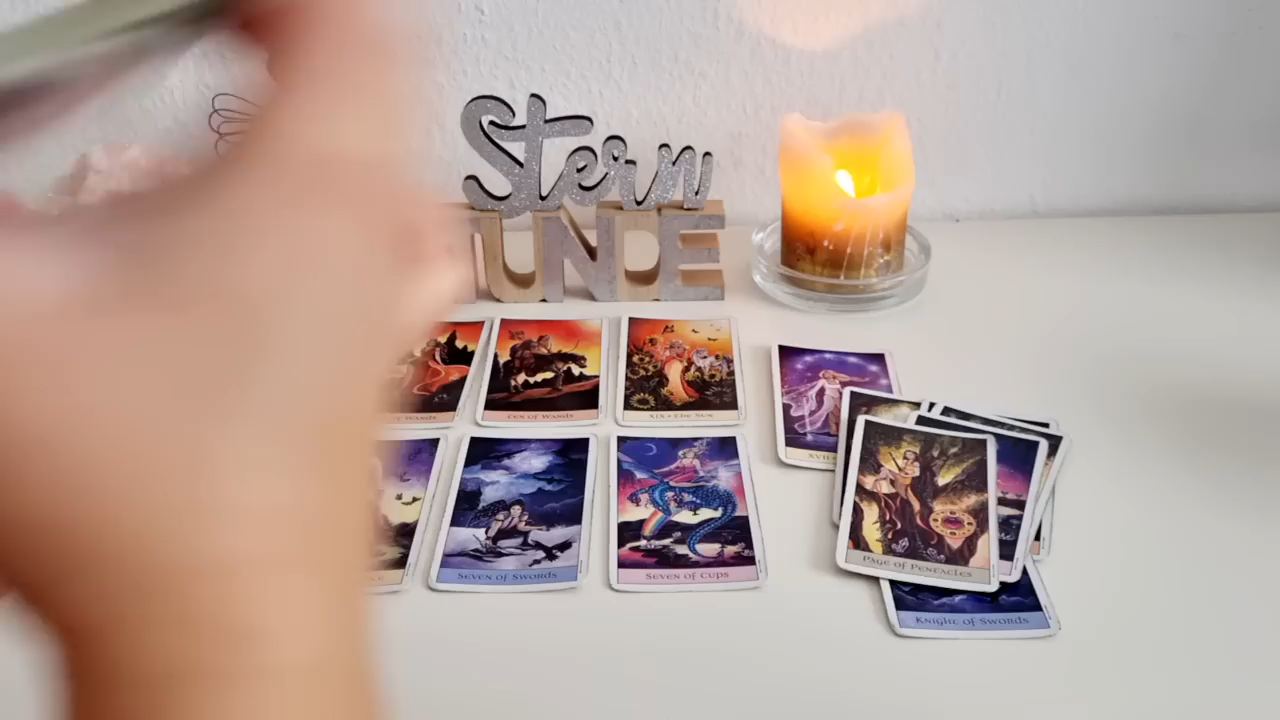 Stern
UNE
TEN OF WANDS
XIX • THE SUN
XVII
SEVEN OF SWORDS
SEVEN OF CUPS
PAGE OF PENTACLES
KNIGHT OF SWORDS